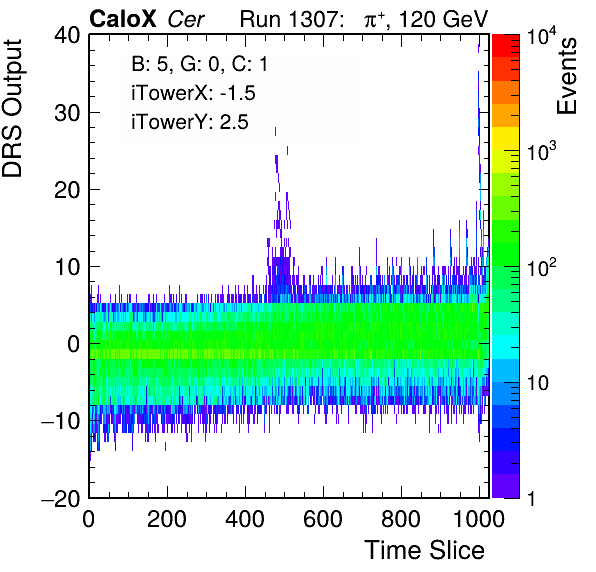 CaloX Cer Run 1307: π⁺, 120 GeV
DRS Output
Events
B: 5, G: 0, C: 1
iTowerX: -1.5
iTowerY: 2.5
40
30
20
10
0
−10
−20
0 200 400 600 800 1000
Time Slice
10⁴
10³
10²
10
1